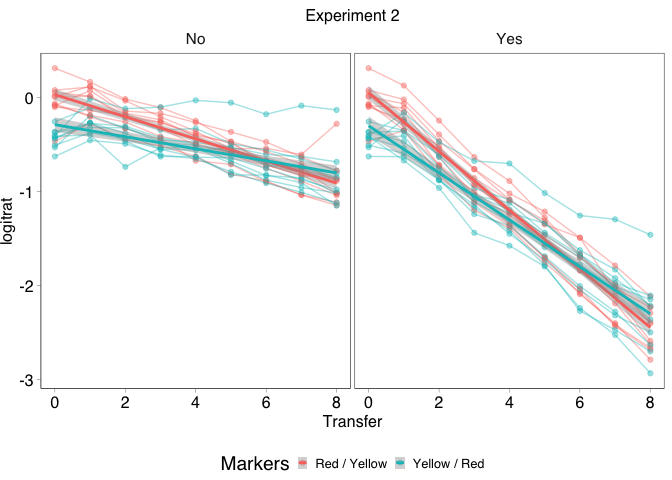 Experiment 2
No
Yes
0
-1
-2
-3
logitrat
0 2 4 6 8
0 2 4 6 8
Transfer
Markers Red / Yellow Yellow / Red